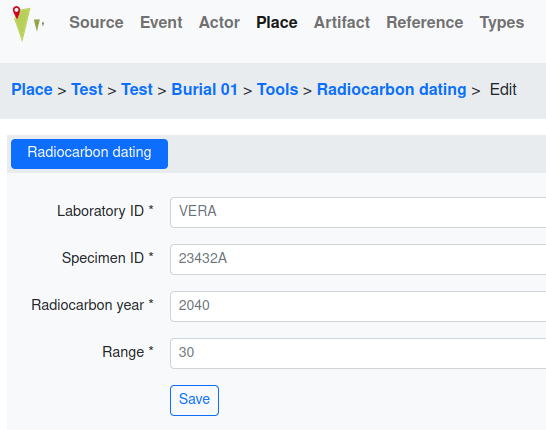 Source Event Actor Place Artifact Reference Types
Place > Test > Test > Burial 01 > Tools > Radiocarbon dating > Edit
Radiocarbon dating
Laboratory ID * VERA
Specimen ID * 23432A
Radiocarbon year * 2040
Range * 30
Save